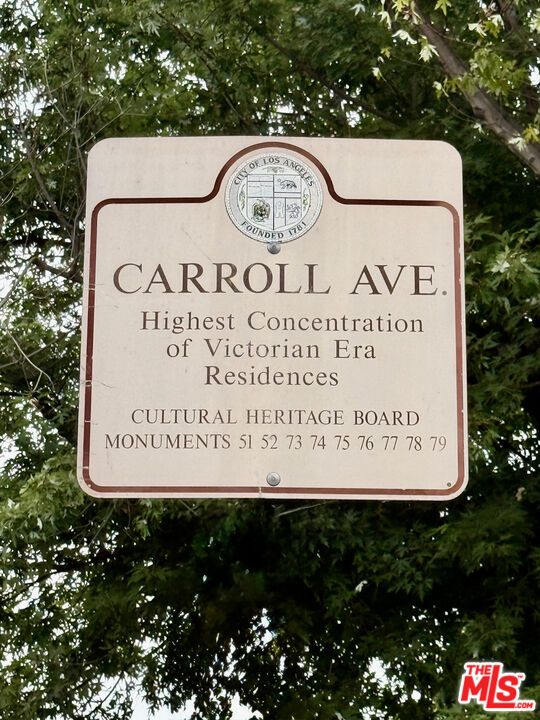 CITY OF LOS ANGELES
FOUNDED 1781
CARROLL AVE.
Highest Concentration
of Victorian Era
Residences
CULTURAL HERITAGE BOARD
MONUMENTS 51 52 73 74 75 76 77 78 79
THE
MLS